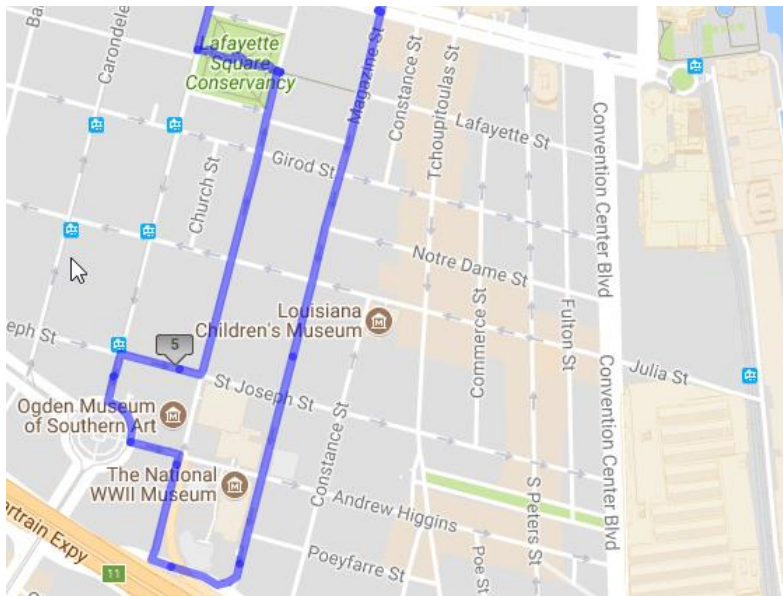 Carondele
Lafayette
Square
Conservancy
Magazine St
Constance St
Tchoupitoulas St
Convention Center Blvd
Lafayette St
Church St
Girod St
Notre Dame St
Louisiana
Children's Museum
Commerce St
Fulton St
Julia St
eph St
5
St Joseph St
Convention Center Blvd
Ogden Museum
of Southern Art
Constance St
The National
WWII Museum
S Peters St
Andrew Higgins
artrain Expy
Poeyfarre St
Poe St
11